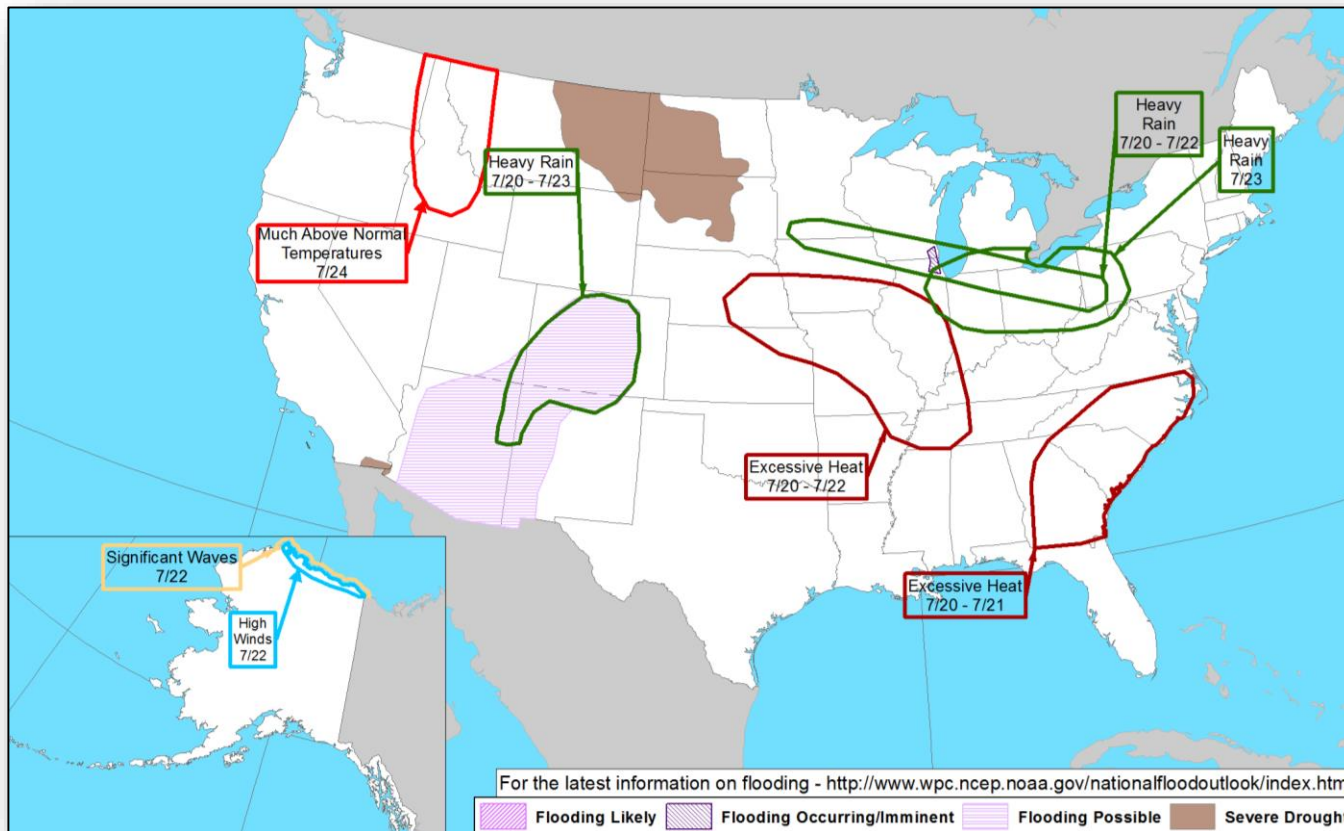 Heavy
Rain
7/20 - 7/22
Heavy
Rain
7/23
Heavy Rain
7/20 - 7/23
Much Above Normal
Temperatures
7/24
Excessive Heat
7/20 - 7/22
Excessive Heat
7/20 - 7/21
Significant Waves
7/22
High
Winds
7/22
For the latest information on flooding - http://www.wpc.ncep.noaa.gov/nationalfloodoutlook/index.htm
Flooding Likely
Flooding Occurring/Imminent
Flooding Possible
Severe Drough